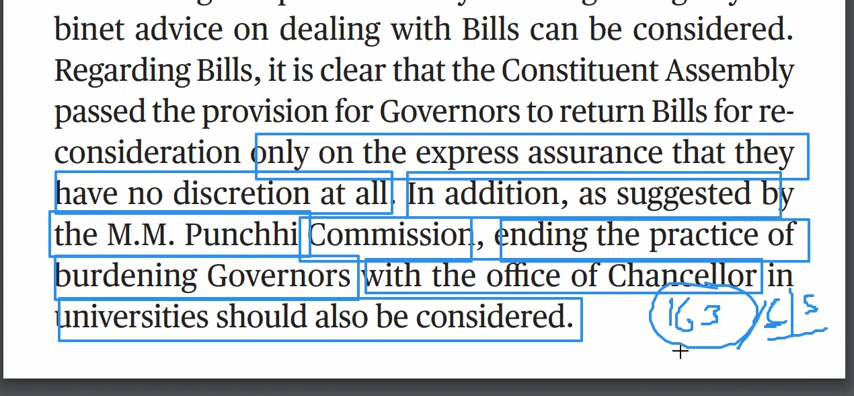 binet advice on dealing with Bills can be considered.
Regarding Bills, it is clear that the Constituent Assembly
passed the provision for Governors to return Bills for re-
consideration only on the express assurance that they
have no discretion at all. In addition, as suggested by
the M.M. Punchhi Commission, ending the practice of
burdening Governors with the office of Chancellor in
universities should also be considered.
163